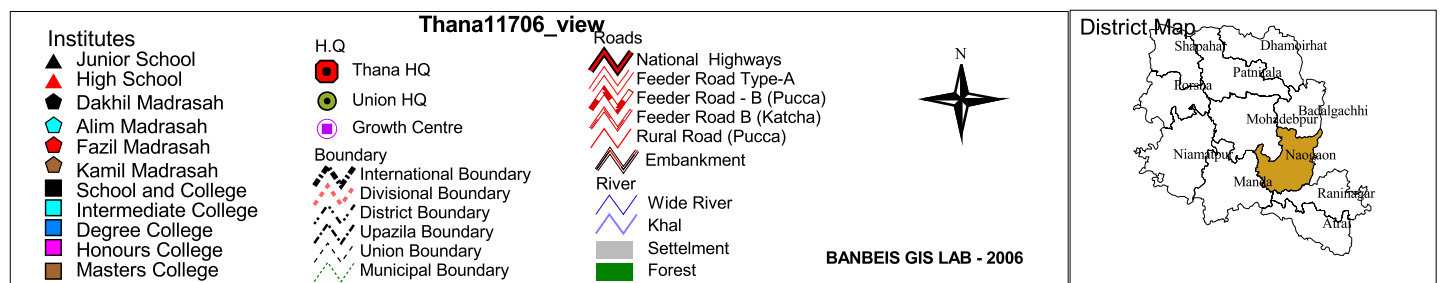 Thana11706_view
Institutes
Junior School
High School
Dakhil Madrasah
Alim Madrasah
Fazil Madrasah
Kamil Madrasah
School and College
Intermediate College
Degree College
Honours College
Masters College
H.Q
Thana HQ
Union HQ
Growth Centre
Boundary
International Boundary
Divisional Boundary
District Boundary
Upazila Boundary
Union Boundary
Municipal Boundary
Roads
National Highways
Feeder Road Type-A
Feeder Road - B (Pucca)
Feeder Road B (Katcha)
Rural Road (Pucca)
Embankment
River
Wide River
Khal
Settelment
Forest
N
BANBEIS GIS LAB - 2006
District Map
Shapahar
Dhamoirhat
Patnitala
Porsha
Badalgachhi
Mohadebpur
Niamatpur
Naogaon
Manda
Raninagar
Atrai